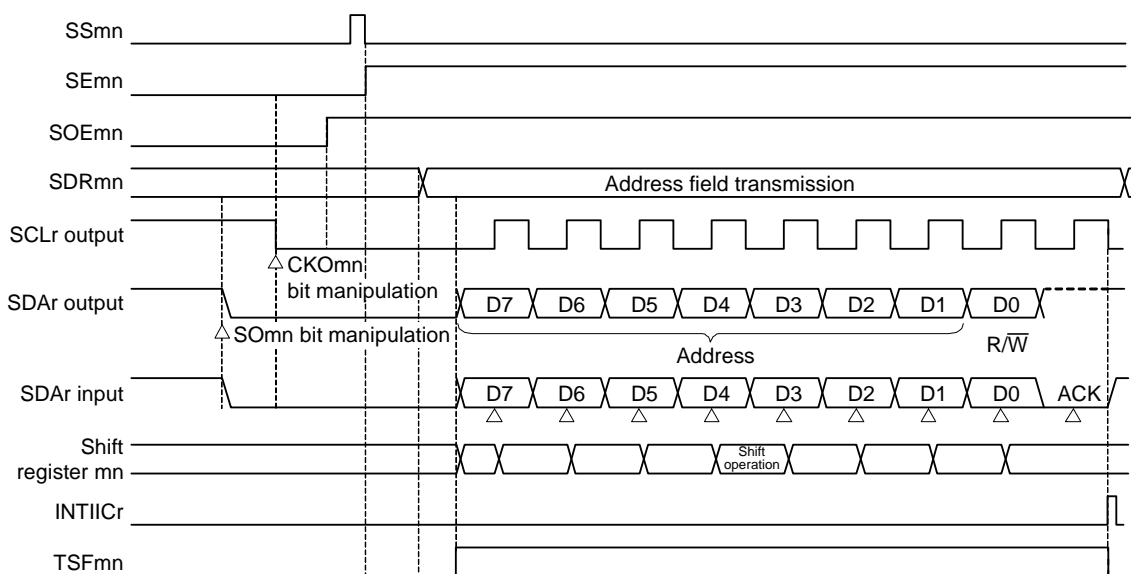 SSmn
SEmn
SOEmn
SDRmn
Address field transmission
SCLr output
CKOmn
bit manipulation
SDAr output
D7 D6 D5 D4 D3 D2 D1 D0
SOmn bit manipulation
Address
R/W̅
SDAr input
D7 D6 D5 D4 D3 D2 D1 D0 ACK
Shift
register mn
Shift
operation
INTIICr
TSFmn